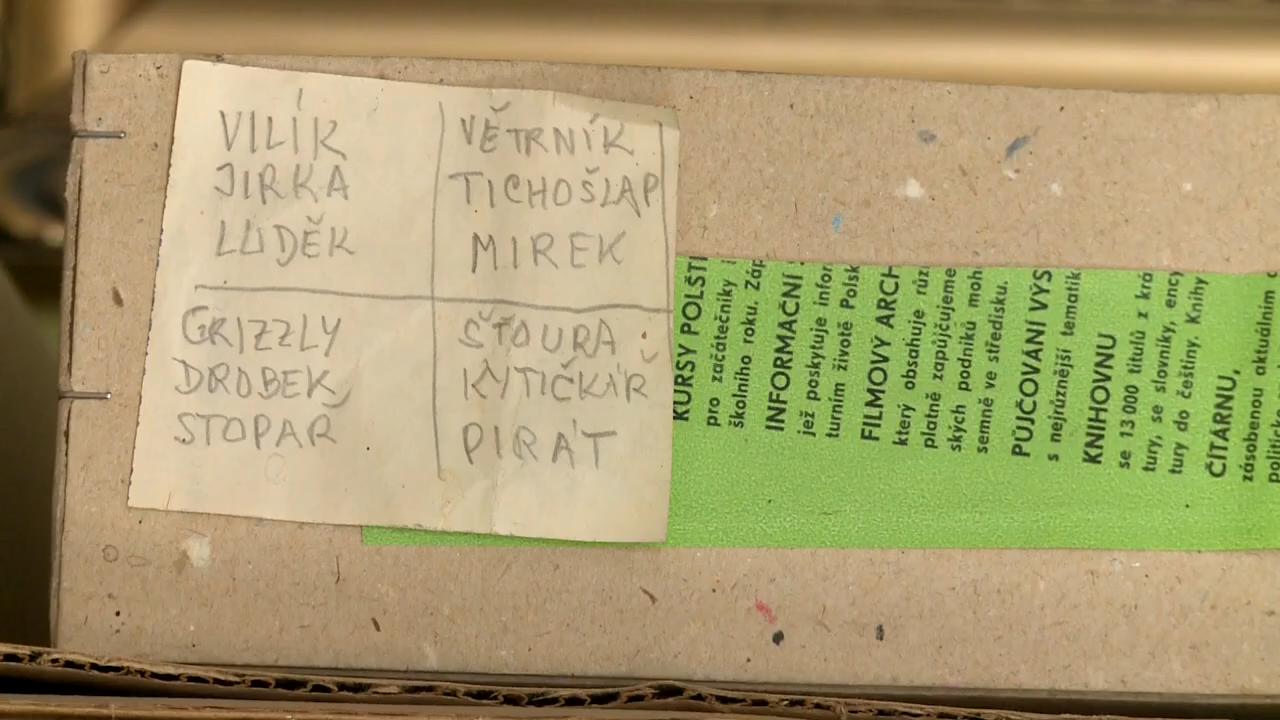 VILÍK
JIRKA
LUDĚK
VĚTRNÍK
TICHOŠLAP
MIREK
GRIZZLY
DROBEK
STOPAŘ
ŠŤOURA
KYTIČKÁŘ
PIRÁT
KURSY POLŠTI
pro začátečníky
školního roku. Záp
INFORMAČNÍ
jež poskytuje infor
turním životě Polsk
FILMOVÝ ARCH
který obsahuje růz
platně zapůjčujeme
ských podniků moh
semně ve středisku.
PŮJČOVÁNÍ VÝS
s nejrůznější tematik
KNIHOVNU
se 13 000 titulů z krá
tury, se slovníky, ency
tury do češtiny. Knihy
ČÍTÁRNU,
zásobenou aktuálním